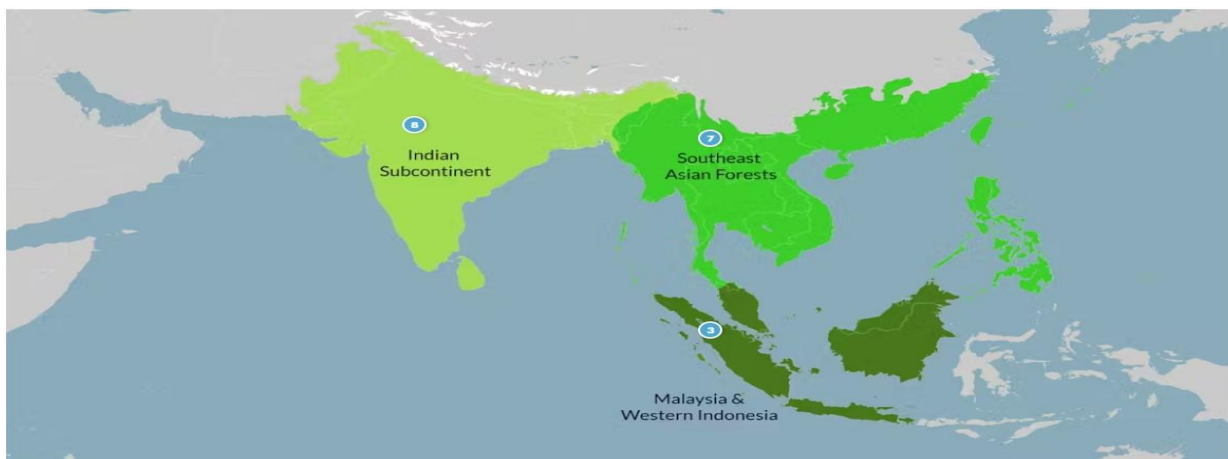 8
Indian
Subcontinent
7
Southeast
Asian Forests
3
Malaysia &
Western Indonesia